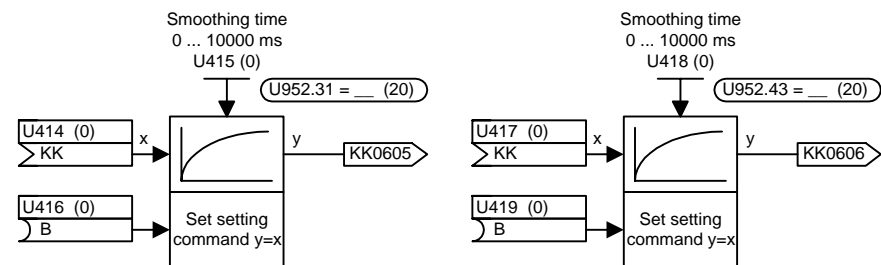 Smoothing time
0 ... 10000 ms
U415 (0)
U952.31 = __ (20)
U414 (0)
KK
x
y
KK0605
U416 (0)
B
Set setting
command y=x
Smoothing time
0 ... 10000 ms
U418 (0)
U952.43 = __ (20)
U417 (0)
KK
x
y
KK0606
U419 (0)
B
Set setting
command y=x